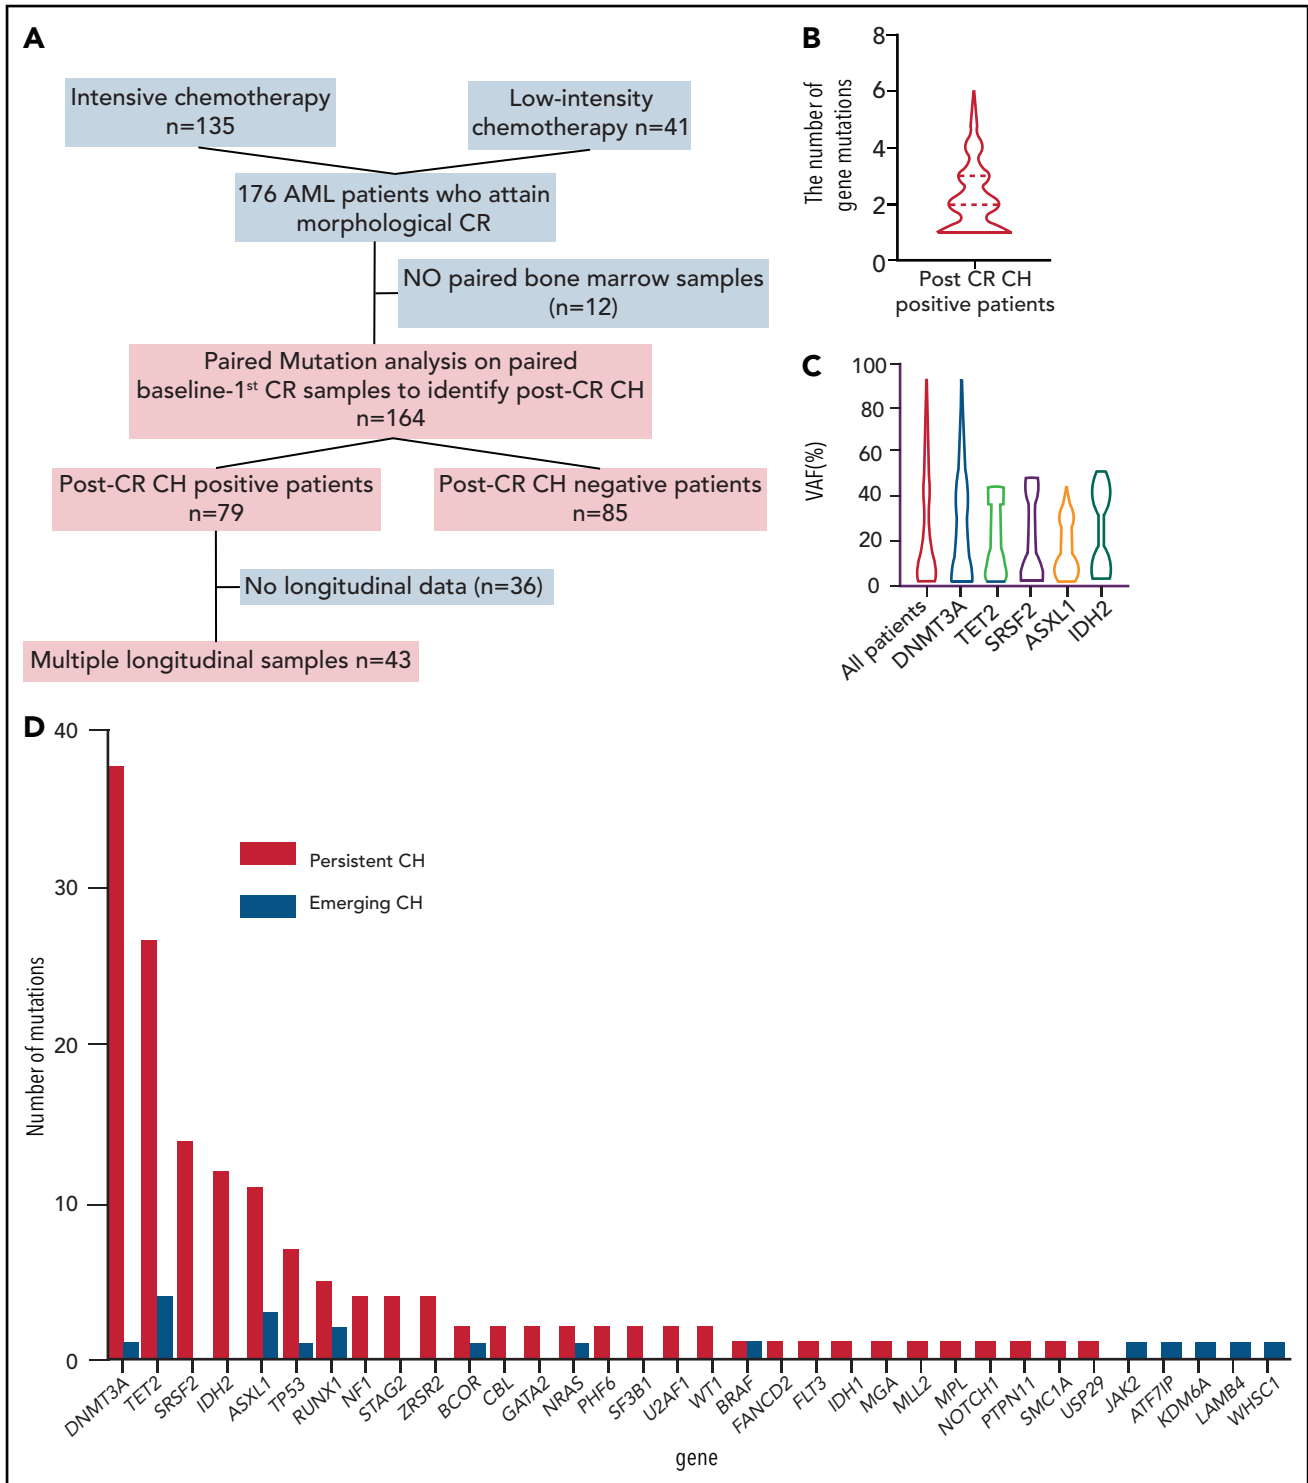 A
Intensive chemotherapy
n=135
Low-intensity
chemotherapy n=41
176 AML patients who attain
morphological CR
NO paired bone marrow samples
(n=12)
Paired Mutation analysis on paired
baseline-1st CR samples to identify post-CR CH
n=164
Post-CR CH positive patients
n=79
Post-CR CH negative patients
n=85
No longitudinal data (n=36)
Multiple longitudinal samples n=43
B
The number of
gene mutations
8
6
4
2
0
Post CR CH
positive patients
C
VAF(%)
100
80
60
40
20
0
All patients
DNMT3A
TET2
SRSF2
ASXL1
IDH2
D
Number of mutations
40
30
20
10
0
Persistent CH
Emerging CH
DNMT3A
TET2
SRSF2
IDH2
ASXL1
TP53
RUNX1
NF1
STAG2
ZRSR2
BCOR
CBL
GATA2
NRAS
PHF6
SF3B1
U2AF1
WT1
BRAF
FANCD2
FLT3
IDH1
MGA
MLL2
MPL
NOTCH1
PTPN11
SMC1A
USP29
JAK2
ATF7IP
KDM6A
LAMB4
WHSC1
gene